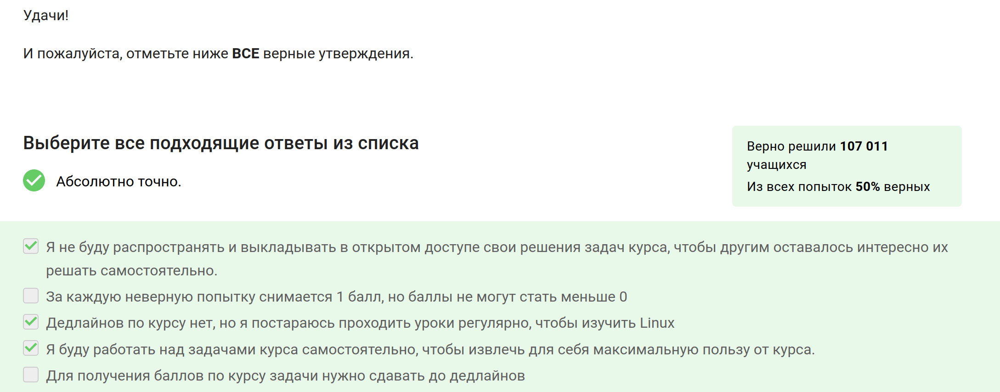 Удачи!
И пожалуйста, отметьте ниже ВСЕ верные утверждения.
Выберите все подходящие ответы из списка
Абсолютно точно.
Верно решили 107 011
учащихся
Из всех попыток 50% верных
Я не буду распространять и выкладывать в открытом доступе свои решения задач курса, чтобы другим оставалось интересно их
решать самостоятельно.
За каждую неверную попытку снимается 1 балл, но баллы не могут стать меньше 0
Дедлайнов по курсу нет, но я постараюсь проходить уроки регулярно, чтобы изучить Linux
Я буду работать над задачами курса самостоятельно, чтобы извлечь для себя максимальную пользу от курса.
Для получения баллов по курсу задачи нужно сдавать до дедлайнов